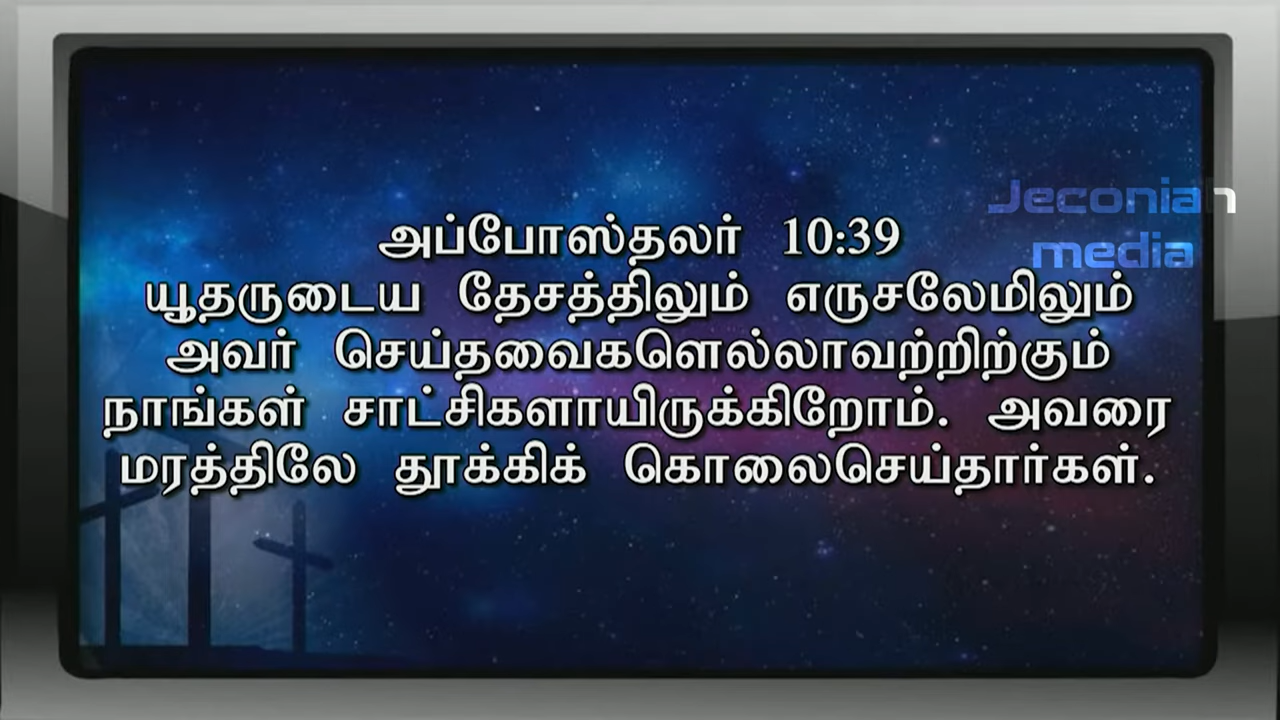 Jeconiah
media
அப்போஸ்தலர் 10:39
யூதருடைய தேசத்திலும் எருசலேமிலும்
அவர் செய்தவைகளெல்லாவற்றிற்கும்
நாங்கள் சாட்சிகளாயிருக்கிறோம். அவரை
மரத்திலே தூக்கிக் கொலைசெய்தார்கள்.